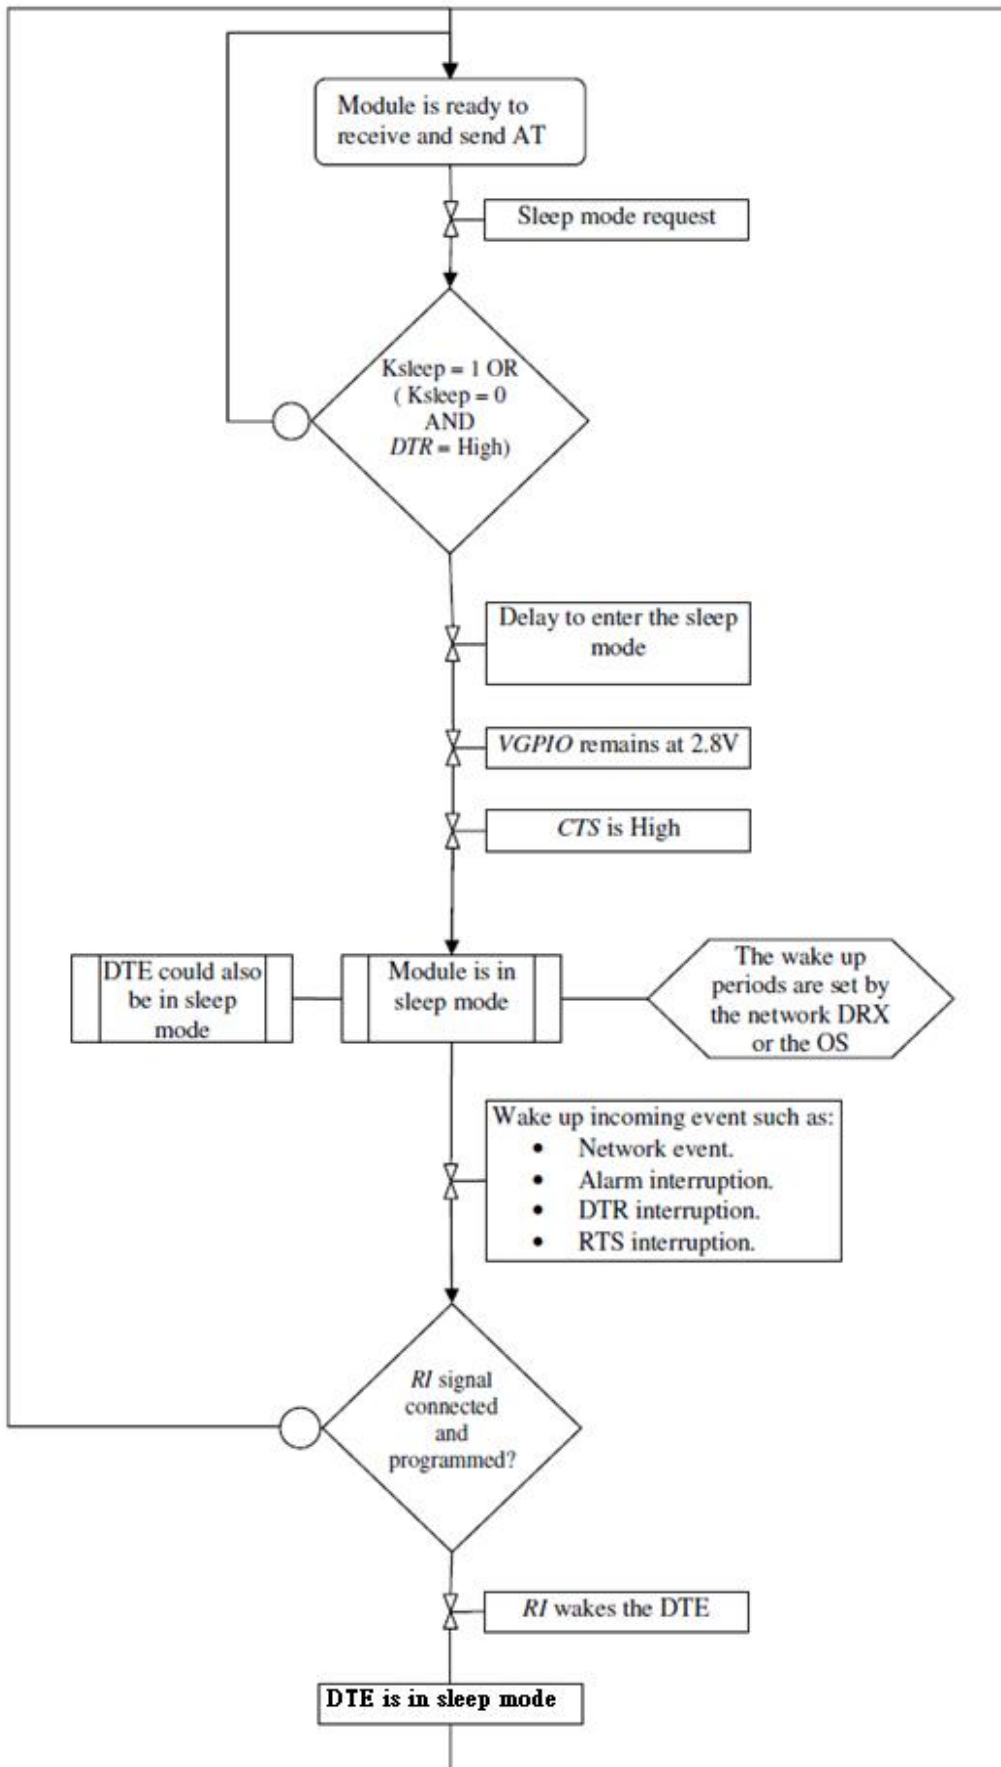 Module is ready to
receive and send AT
Sleep mode request
Ksleep = 1 OR
( Ksleep = 0
AND
DTR = High)
Delay to enter the sleep
mode
VGPIO remains at 2.8V
CTS is High
DTE could also
be in sleep
mode
Module is in
sleep mode
The wake up
periods are set by
the network DRX
or the OS
Wake up incoming event such as:
• Network event.
• Alarm interruption.
• DTR interruption.
• RTS interruption.
RI signal
connected
and
programmed?
RI wakes the DTE
DTE is in sleep mode